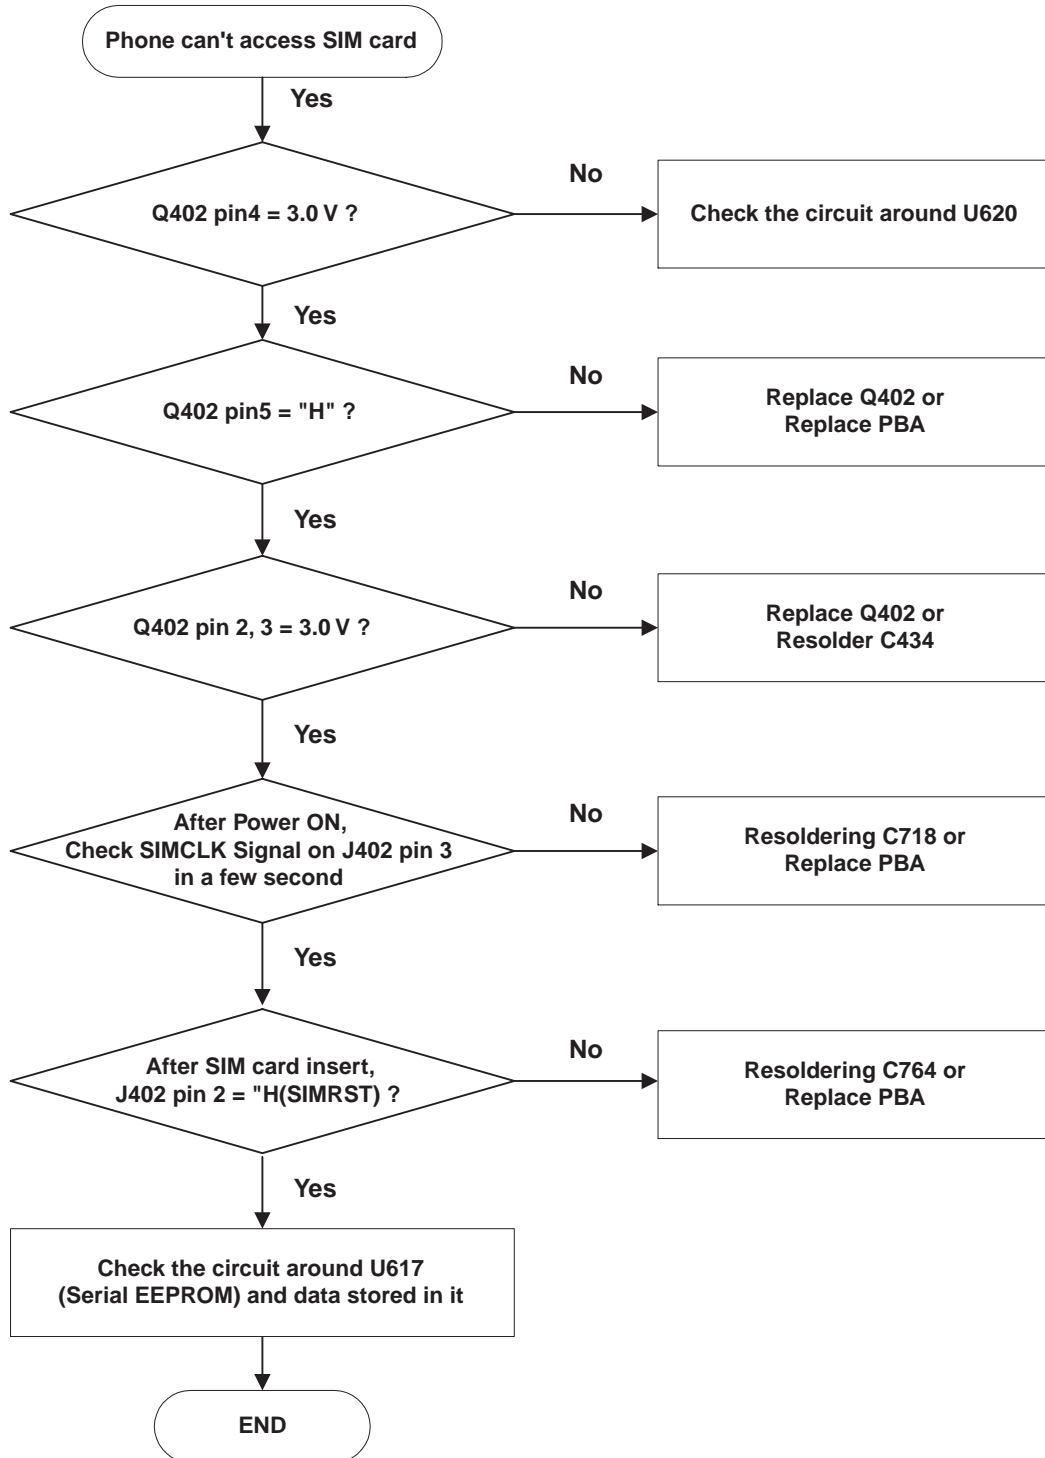 Phone can't access SIM card
Yes
No
Q402 pin4 = 3.0 V ?
Check the circuit around U620
Yes
No
Q402 pin5 = "H" ?
Replace Q402 or
Replace PBA
Yes
No
Q402 pin 2, 3 = 3.0 V ?
Replace Q402 or
Resolder C434
Yes
No
After Power ON,
Check SIMCLK Signal on J402 pin 3
in a few second
Resoldering C718 or
Replace PBA
Yes
No
After SIM card insert,
J402 pin 2 = "H(SIMRST) ?
Resoldering C764 or
Replace PBA
Yes
Check the circuit around U617
(Serial EEPROM) and data stored in it
END